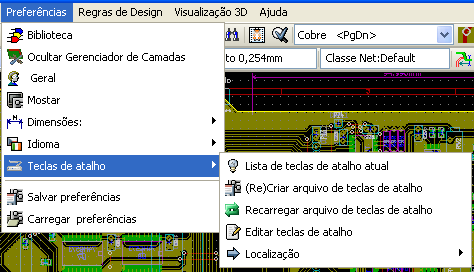 Preferências Regras de Design Visualização 3D Ajuda
Biblioteca
Cobre <PgDn>
Ocultar Gerenciador de Camadas
to 0,254mm Classe Net:Default
Geral
Mostar
Dimensões:
Idioma
Teclas de atalho
Lista de teclas de atalho atual
(Re)Criar arquivo de teclas de atalho
Salvar preferências
Recarregar arquivo de teclas de atalho
Carregar preferências
Editar teclas de atalho
Localização